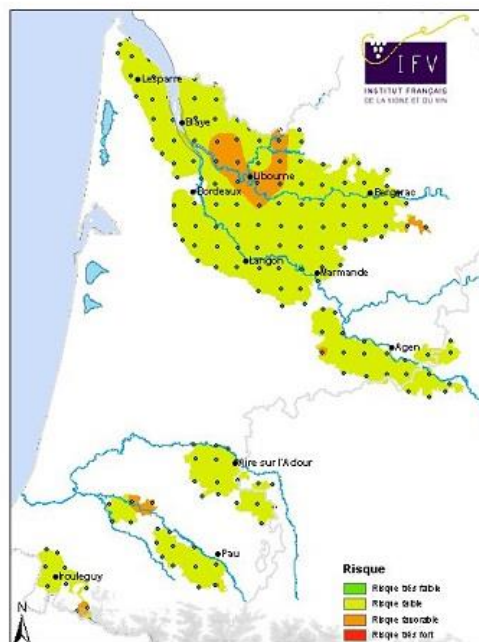 IFV
INSTITUT FRANÇAIS
DE LA VIGNE ET DU VIN
Lesparre
Blaye
Libourne
Bordeaux
Bergerac
Langon
Marmande
Agen
Aire sur l'Adour
Pau
Irouleguy
N
Risque
Risque très faible
Risque faible
Risque favorable
Risque très fort